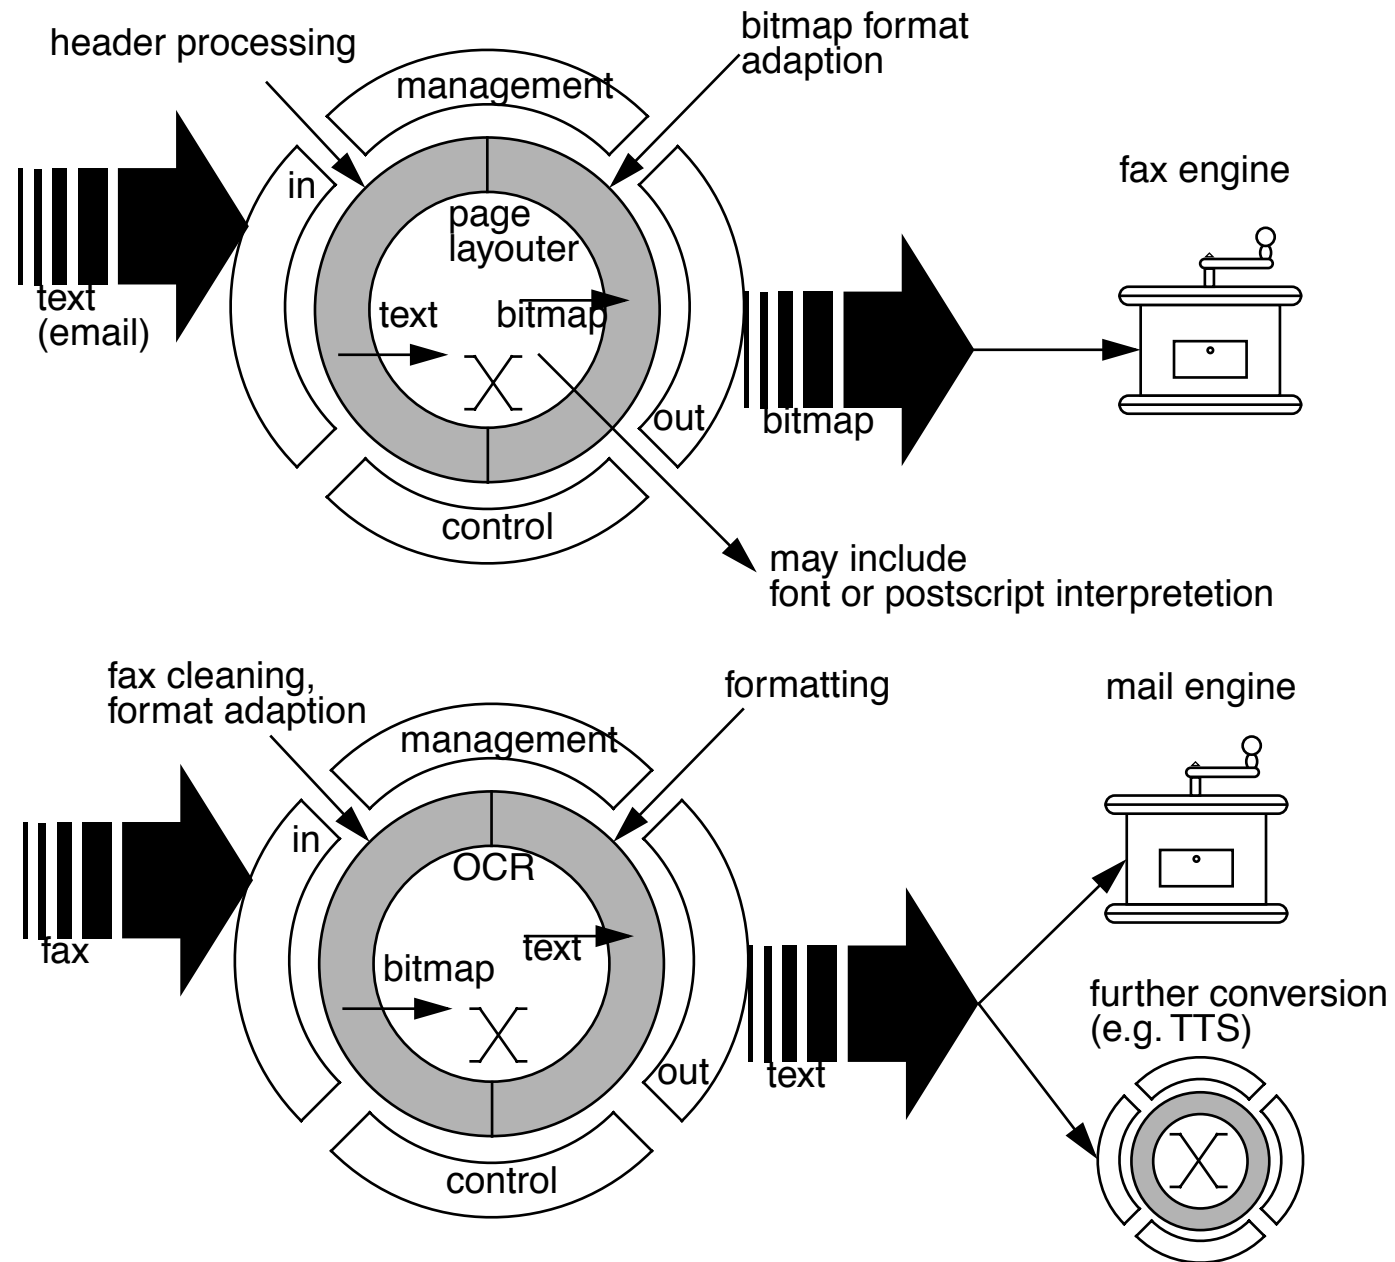 header processing
bitmap format
adaption
management
in
fax engine
page
layouter
text
(email)
text
bitmap
out
bitmap
control
may include
font or postscript interpretetion
fax cleaning,
format adaption
formatting
mail engine
management
in
OCR
fax
text
bitmap
further conversion
(e.g. TTS)
out
text
control